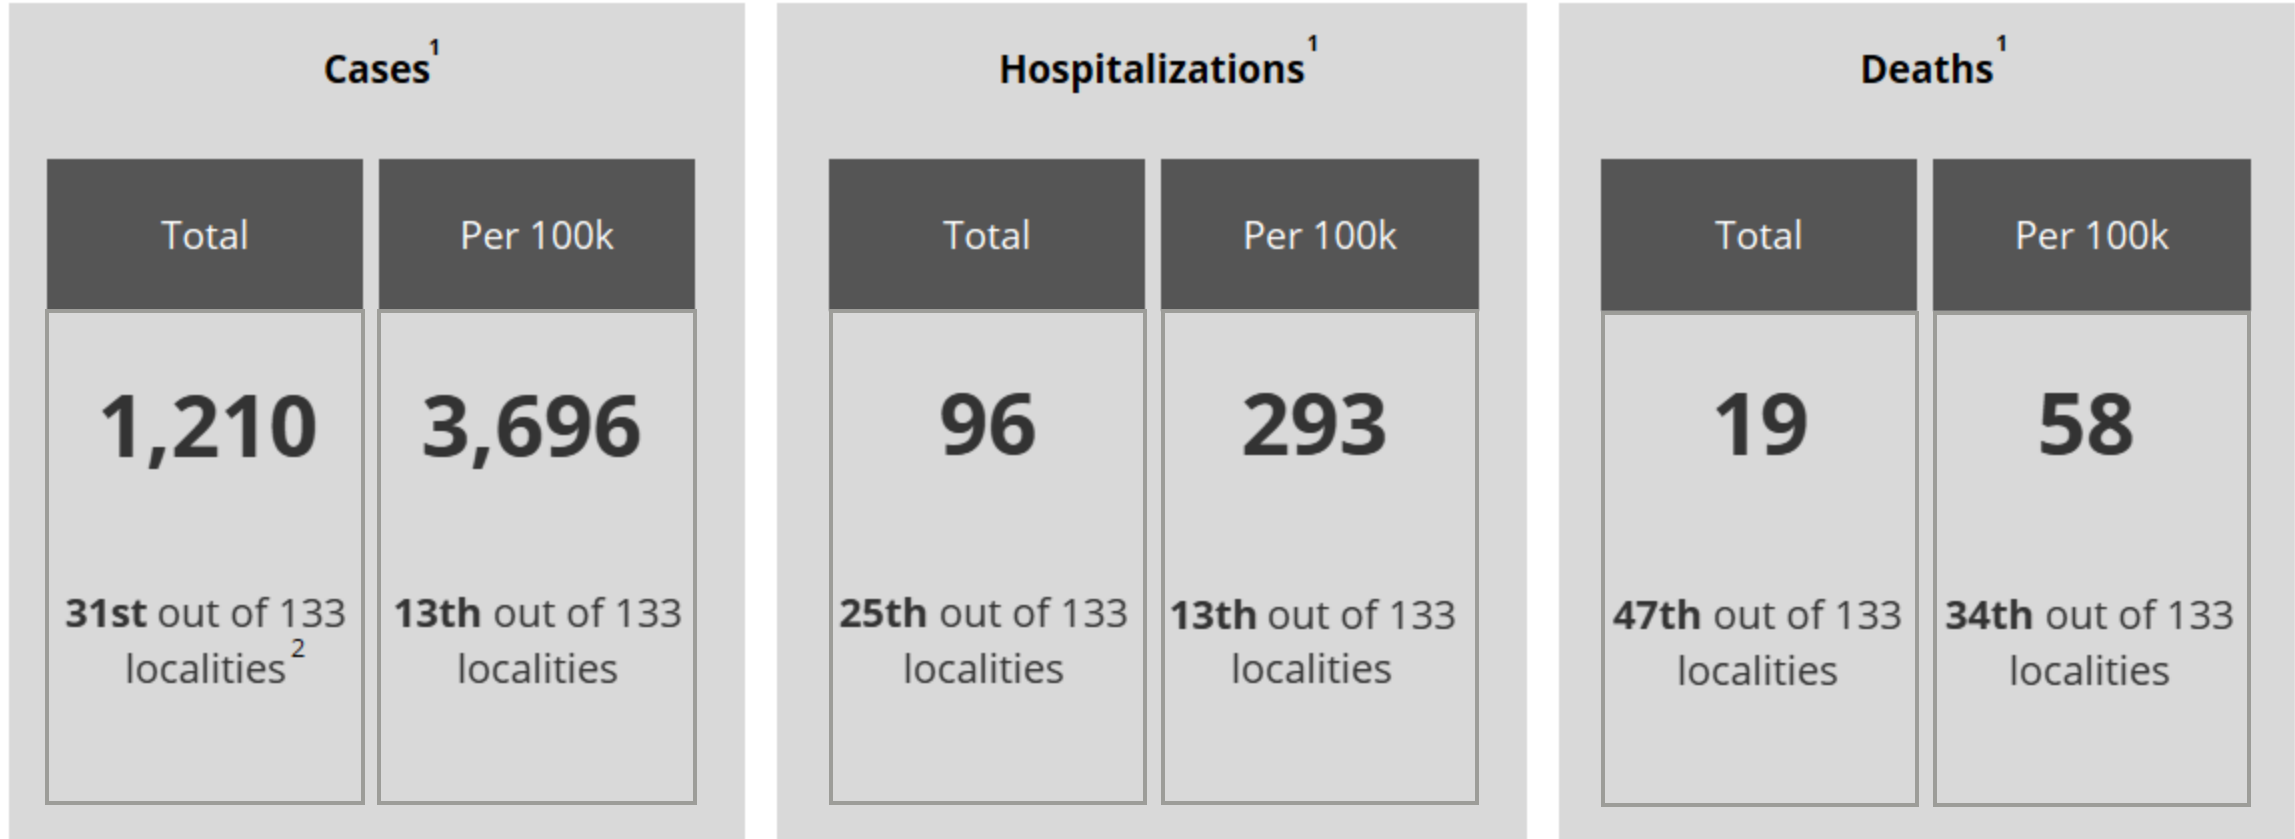 Cases¹
Total
Per 100k
1,210
3,696
31st out of 133
localities²
13th out of 133
localities
Hospitalizations¹
Total
Per 100k
96
293
25th out of 133
localities
13th out of 133
localities
Deaths¹
Total
Per 100k
19
58
47th out of 133
localities
34th out of 133
localities